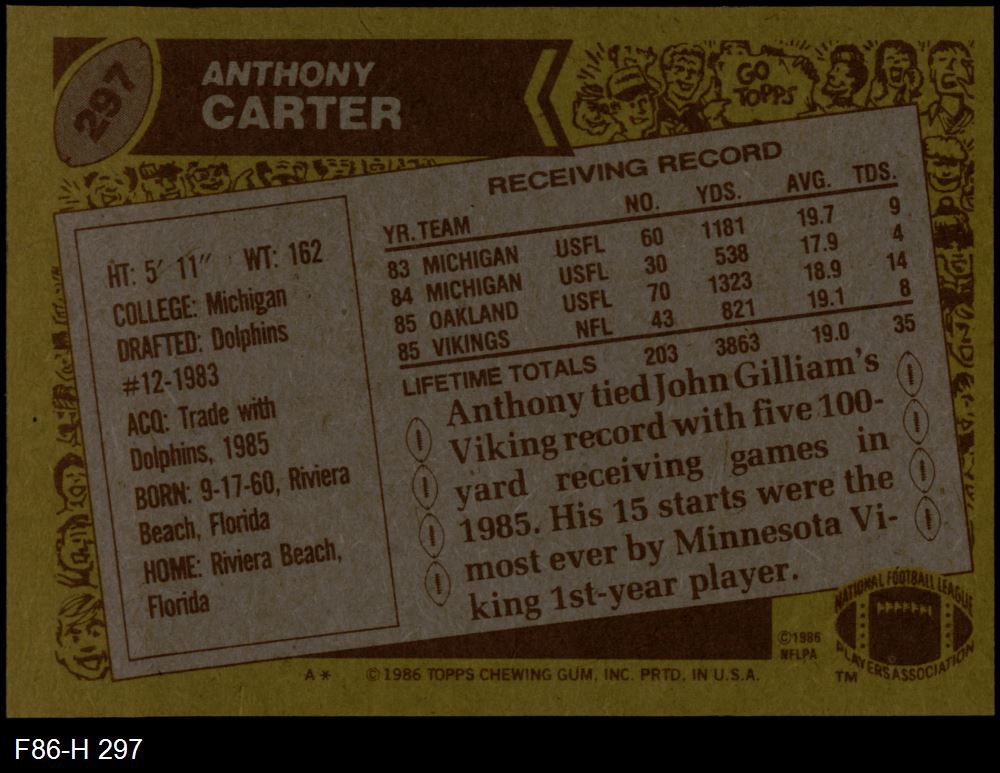 297
ANTHONY
CARTER
GO
TOPPS
RECEIVING RECORD
YR. TEAM NO. YDS. AVG. TDS.
83 MICHIGAN USFL 60 1181 19.7 9
84 MICHIGAN USFL 30 538 17.9 4
85 OAKLAND USFL 70 1323 18.9 14
85 VIKINGS NFL 43 821 19.1 8
LIFETIME TOTALS 203 3863 19.0 35
HT: 5' 11" WT: 162
COLLEGE: Michigan
DRAFTED: Dolphins
#12-1983
ACQ: Trade with
Dolphins, 1985
BORN: 9-17-60, Riviera
Beach, Florida
HOME: Riviera Beach,
Florida
Anthony tied John Gilliam's
Viking record with five 100-
yard receiving games in
1985. His 15 starts were the
most ever by Minnesota Vi-
king 1st-year player.
©1986
NFLPA
NATIONAL FOOTBALL LEAGUE
PLAYERS ASSOCIATION
TM
A* ©1986 TOPPS CHEWING GUM, INC. PRTD. IN U.S.A.
F86-H 297